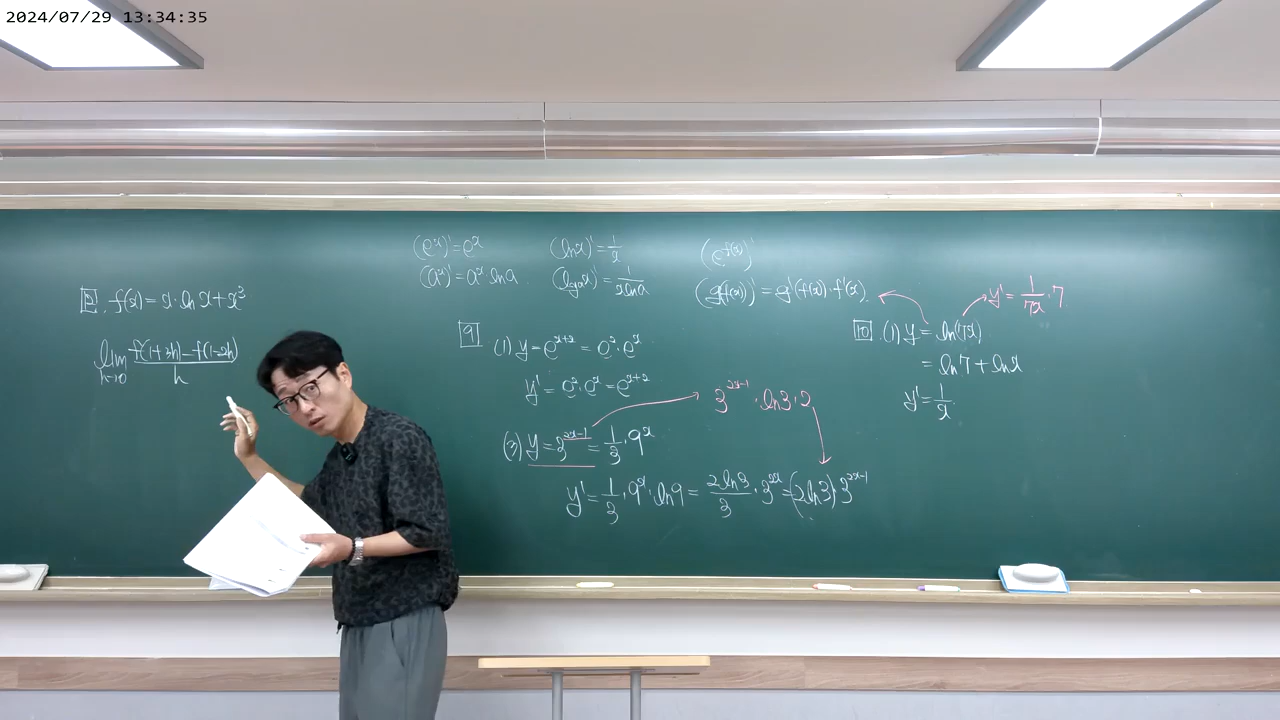 2024/07/29 13:34:35
(eˣ)' = eˣ
(aˣ)' = aˣ ln a
(ln x)' = 1/x
(logₐx)' = 1/(x ln a)
(e^f(x))'
(g(f(x)))' = g'(f(x))·f'(x).
f(x) = x·ln x + x³
lim h→0 (f(1+3h) − f(1−2h))/h
9
(1) y = e^(x+2) = e²·eˣ
y' = e²·eˣ = e^(x+2)
3^(2x−1)·ln3·2
(3) y = 3^(2x−1) = 1/3·9ˣ
y' = 1/3·9ˣ·ln9 = 2ln3/3·3^(2x) = (2ln3)·3^(2x−1)
10. (1) y = ln(7x)
y' = 1/(7x)·7
= ln7 + ln x
y' = 1/x.